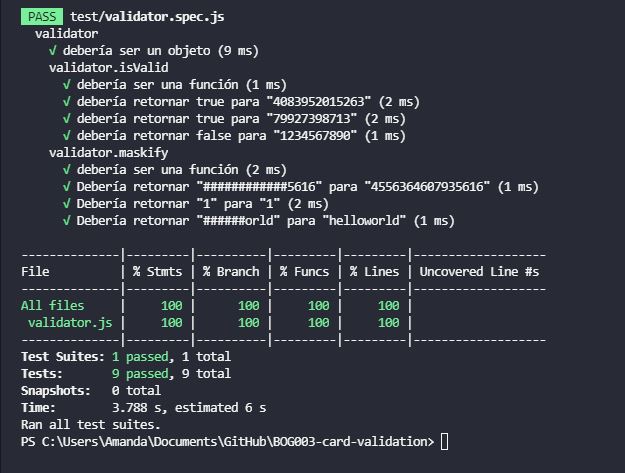 PASS test/validator.spec.js
validator
√ debería ser un objeto (9 ms)
validator.isValid
√ debería ser una función (1 ms)
√ debería retornar true para "4083952015263" (2 ms)
√ debería retornar true para "79927398713" (2 ms)
√ debería retornar false para "1234567890" (1 ms)
validator.maskify
√ debería ser una función (2 ms)
√ Debería retornar "############5616" para "4556364607935616" (1 ms)
√ Debería retornar "1" para "1" (2 ms)
√ Debería retornar "######orld" para "helloworld" (1 ms)
--------------|---------|----------|---------|---------|-------------------
File | % Stmts | % Branch | % Funcs | % Lines | Uncovered Line #s
--------------|---------|----------|---------|---------|-------------------
All files | 100 | 100 | 100 | 100 |
validator.js | 100 | 100 | 100 | 100 |
--------------|---------|----------|---------|---------|-------------------
Test Suites: 1 passed, 1 total
Tests: 9 passed, 9 total
Snapshots: 0 total
Time: 3.788 s, estimated 6 s
Ran all test suites.
PS C:\Users\Amanda\Documents\GitHub\BOG003-card-validation>